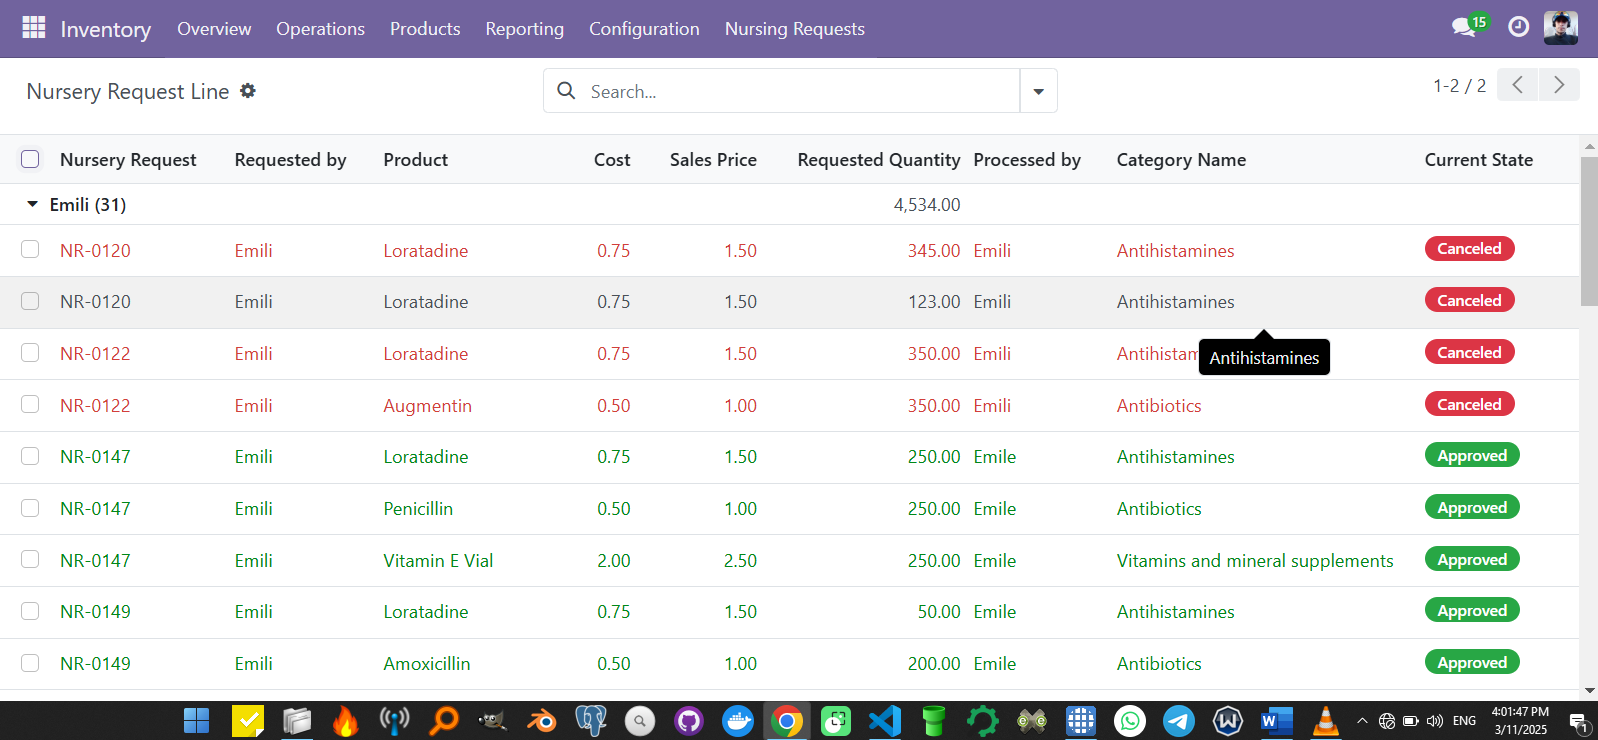 Inventory Overview Operations Products Reporting Configuration Nursing Requests 15
Nursery Request Line Search... 1-2 / 2
Nursery Request Requested by Product Cost Sales Price Requested Quantity Processed by Category Name Current State
Emili (31) 4,534.00
NR-0120 Emili Loratadine 0.75 1.50 345.00 Emili Antihistamines Canceled
NR-0120 Emili Loratadine 0.75 1.50 123.00 Emili Antihistamines Canceled
NR-0122 Emili Loratadine 0.75 1.50 350.00 Emili Antihistam Canceled
Antihistamines
NR-0122 Emili Augmentin 0.50 1.00 350.00 Emili Antibiotics Canceled
NR-0147 Emili Loratadine 0.75 1.50 250.00 Emile Antihistamines Approved
NR-0147 Emili Penicillin 0.50 1.00 250.00 Emile Antibiotics Approved
NR-0147 Emili Vitamin E Vial 2.00 2.50 250.00 Emile Vitamins and mineral supplements Approved
NR-0149 Emili Loratadine 0.75 1.50 50.00 Emile Antihistamines Approved
NR-0149 Emili Amoxicillin 0.50 1.00 200.00 Emile Antibiotics Approved
ENG 4:01:47 PM
3/11/2025 1